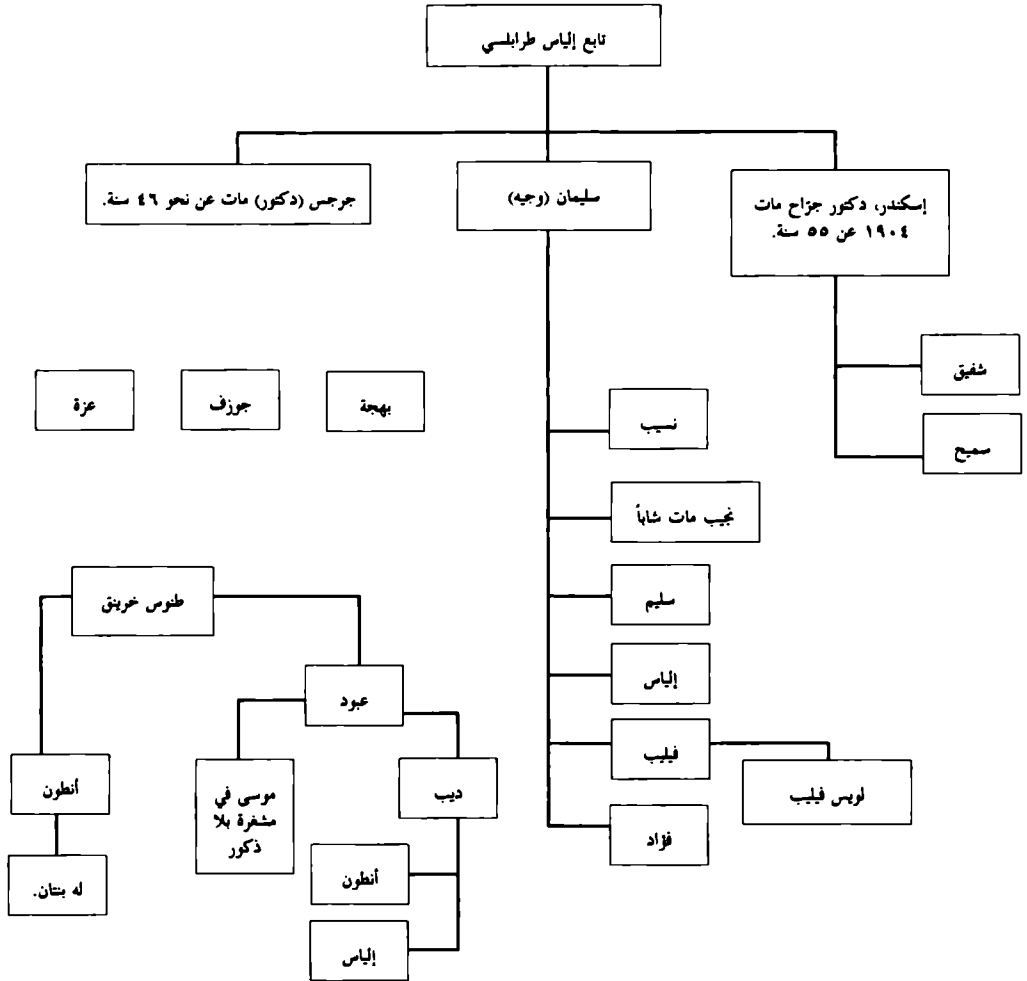 تابع إلياس طرابلسي
إسكندر، دكتور جرّاح مات
١٩٠٤ عن ٥٥ سنة.
سليمان (وجيه)
جرجس (دكتور) مات عن نحو ٤٦ سنة.
شفيق
سميح
بهجة
جوزف
عزة
نسيب
نجيب مات شاباً
سليم
إلياس
فيليب
لويس فيليب
فؤاد
طنوس خرينق
عبود
أنطون
له بنتان.
موسى في
مشغرة بلا
ذكور
ديب
أنطون
إلياس